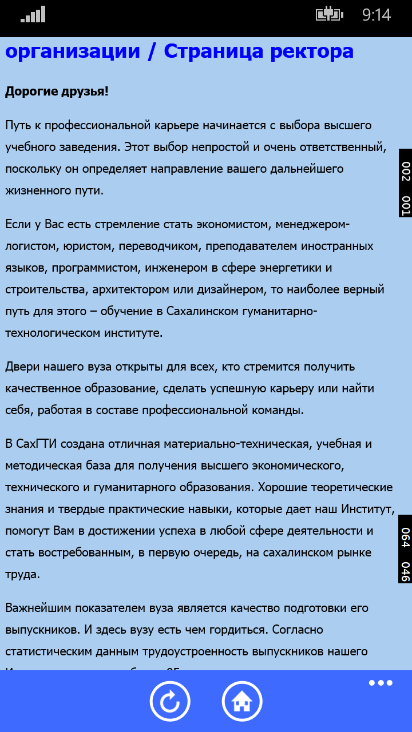 9:14
организации / Страница ректора
Дорогие друзья!
Путь к профессиональной карьере начинается с выбора высшего
учебного заведения. Этот выбор непростой и очень ответственный,
поскольку он определяет направление вашего дальнейшего
жизненного пути.
002 001
Если у Вас есть стремление стать экономистом, менеджером-
логистом, юристом, переводчиком, преподавателем иностранных
языков, программистом, инженером в сфере энергетики и
строительства, архитектором или дизайнером, то наиболее верный
путь для этого – обучение в Сахалинском гуманитарно-
технологическом институте.
Двери нашего вуза открыты для всех, кто стремится получить
качественное образование, сделать успешную карьеру или найти
себя, работая в составе профессиональной команды.
В СахГТИ создана отличная материально-техническая, учебная и
методическая база для получения высшего экономического,
технического и гуманитарного образования. Хорошие теоретические
знания и твердые практические навыки, которые дает наш Институт,
помогут Вам в достижении успеха в любой сфере деятельности и
стать востребованным, в первую очередь, на сахалинском рынке
труда.
064 046
Важнейшим показателем вуза является качество подготовки его
выпускников. И здесь вузу есть чем гордиться. Согласно
статистическим данным трудоустроенность выпускников нашего